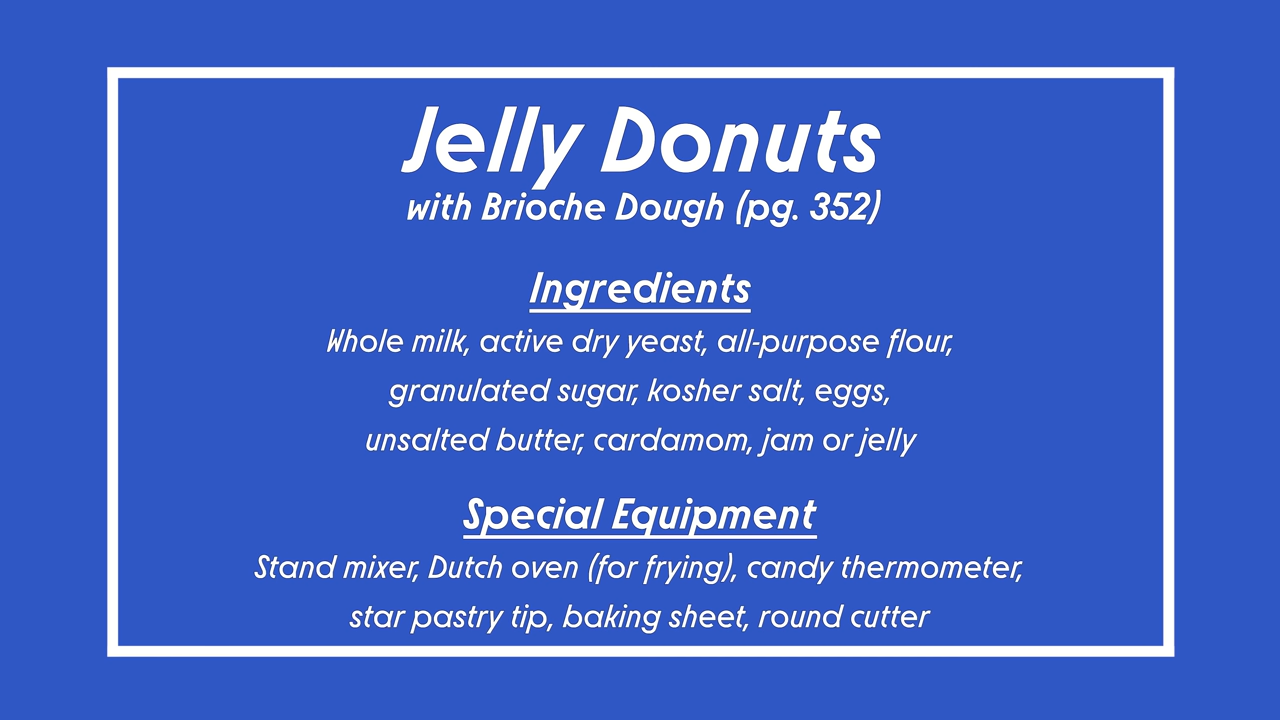 Jelly Donuts
with Brioche Dough (pg. 352)
Ingredients
Whole milk, active dry yeast, all-purpose flour,
granulated sugar, kosher salt, eggs,
unsalted butter, cardamom, jam or jelly
Special Equipment
Stand mixer, Dutch oven (for frying), candy thermometer,
star pastry tip, baking sheet, round cutter